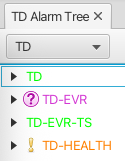 TD Alarm Tree
TD
TD
TD-EVR
TD-EVR-TS
TD-HEALTH